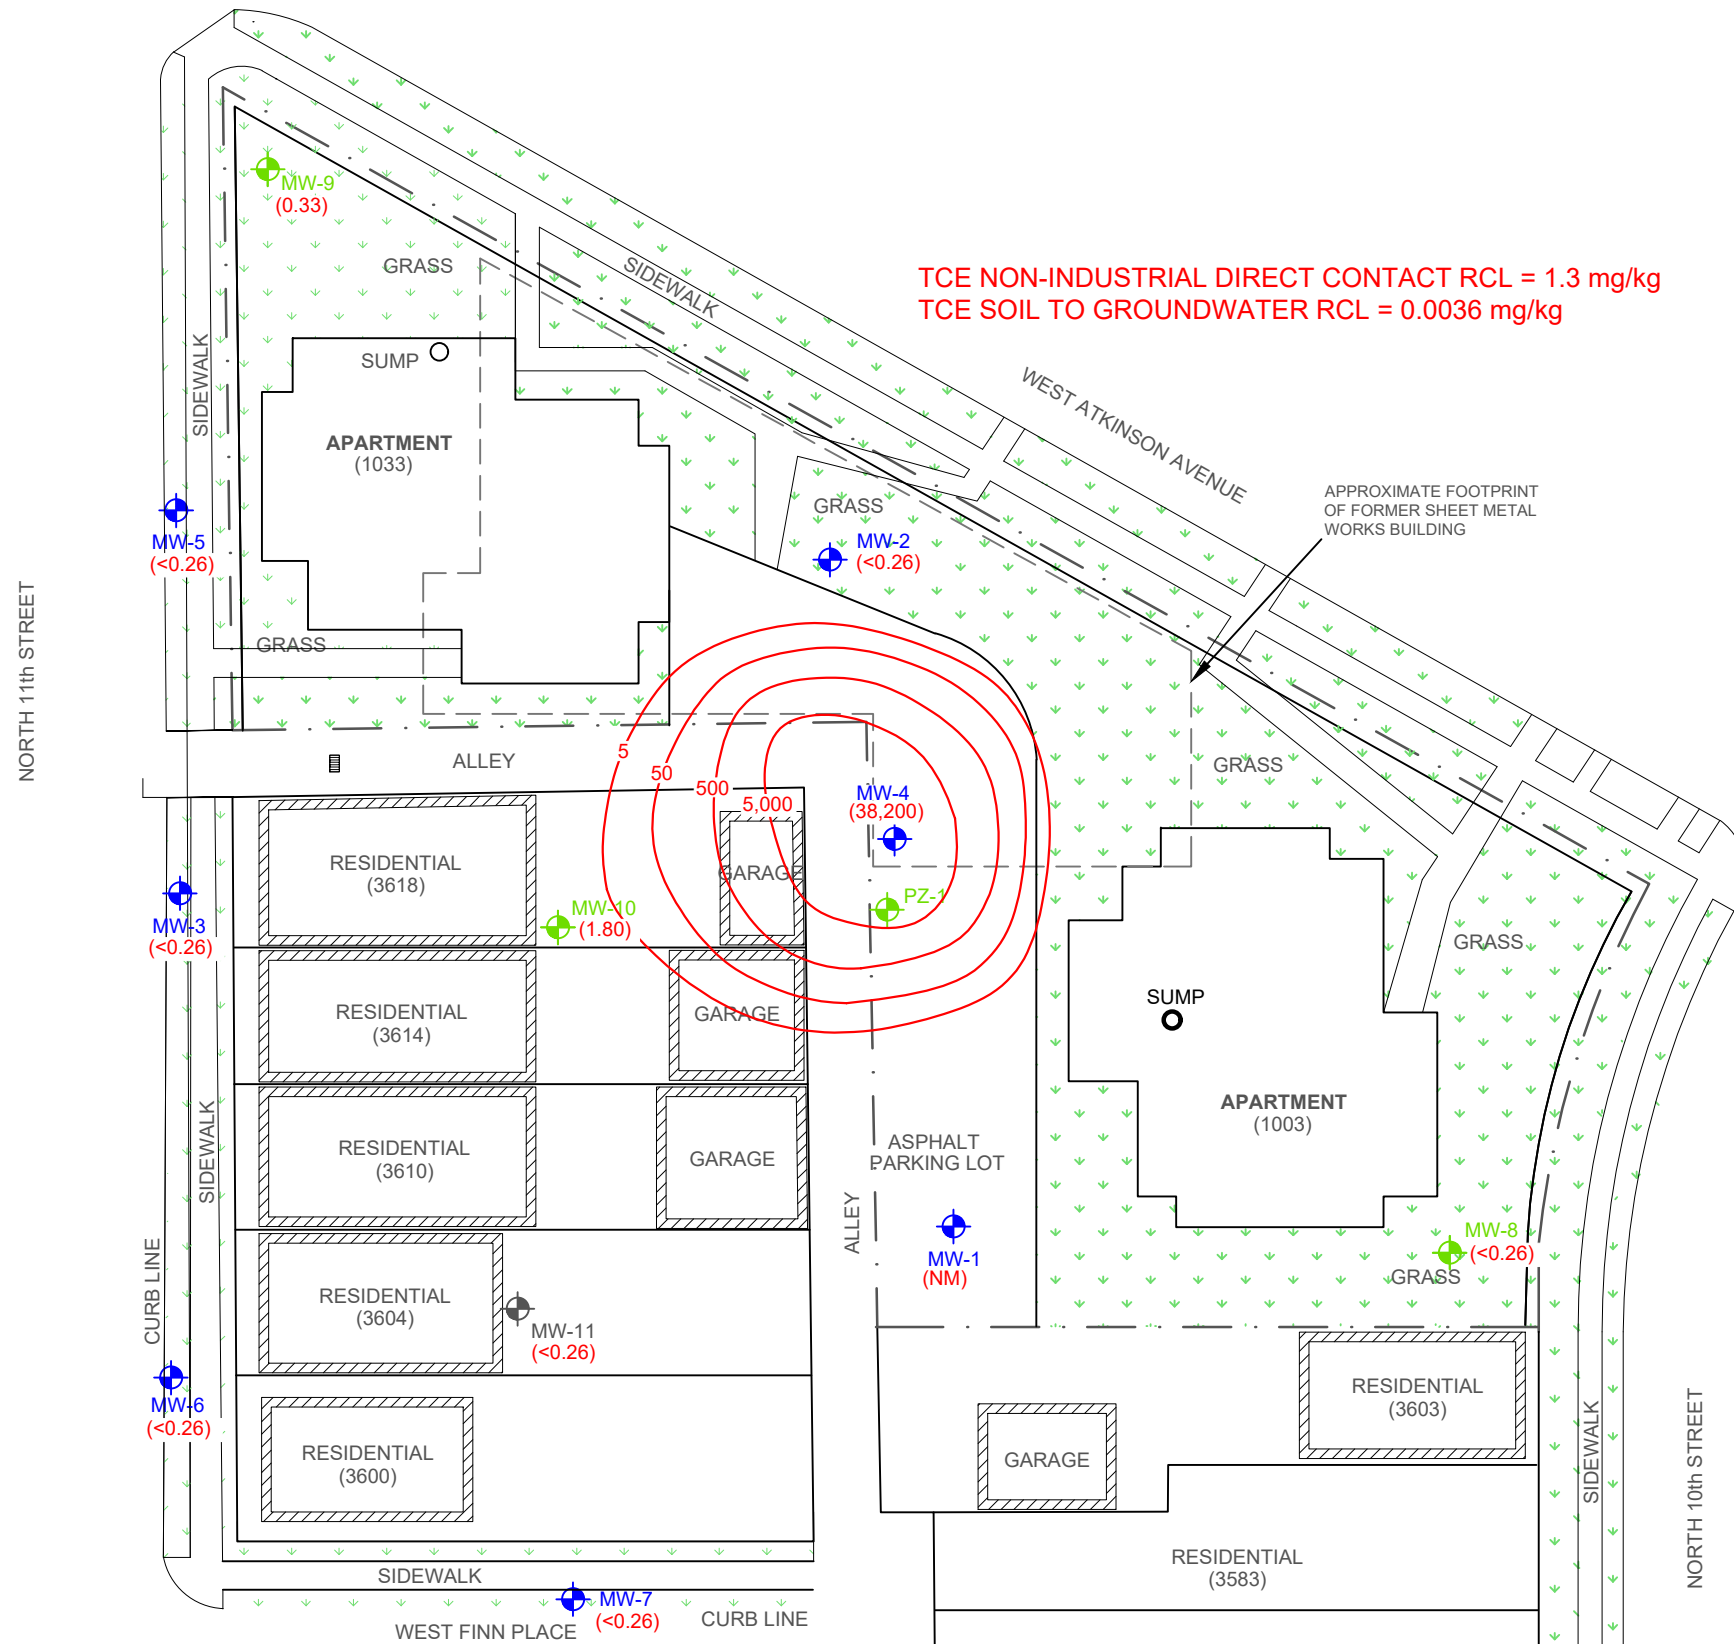 MW-9
(0.33)
GRASS
SIDEWALK
TCE NON-INDUSTRIAL DIRECT CONTACT RCL = 1.3 mg/kg
TCE SOIL TO GROUNDWATER RCL = 0.0036 mg/kg
SIDEWALK
SUMP
APARTMENT
(1033)
WEST ATKINSON AVENUE
APPROXIMATE FOOTPRINT
OF FORMER SHEET METAL
WORKS BUILDING
GRASS
MW-5
(<0.26)
MW-2
(<0.26)
NORTH 11th STREET
GRASS
ALLEY
5
50
500
5,000
GRASS
MW-4
(38,200)
RESIDENTIAL
(3618)
GARAGE
PZ-1
MW-3
(<0.26)
MW-10
(1.80)
GRASS
RESIDENTIAL
(3614)
GARAGE
SUMP
APARTMENT
(1003)
SIDEWALK
RESIDENTIAL
(3610)
GARAGE
ASPHALT
PARKING LOT
ALLEY
MW-1
(NM)
MW-8
(<0.26)
GRASS
CURB LINE
RESIDENTIAL
(3604)
MW-11
(<0.26)
MW-6
(<0.26)
RESIDENTIAL
(3603)
RESIDENTIAL
(3600)
GARAGE
SIDEWALK
NORTH 10th STREET
RESIDENTIAL
(3583)
SIDEWALK
MW-7
(<0.26)
CURB LINE
WEST FINN PLACE